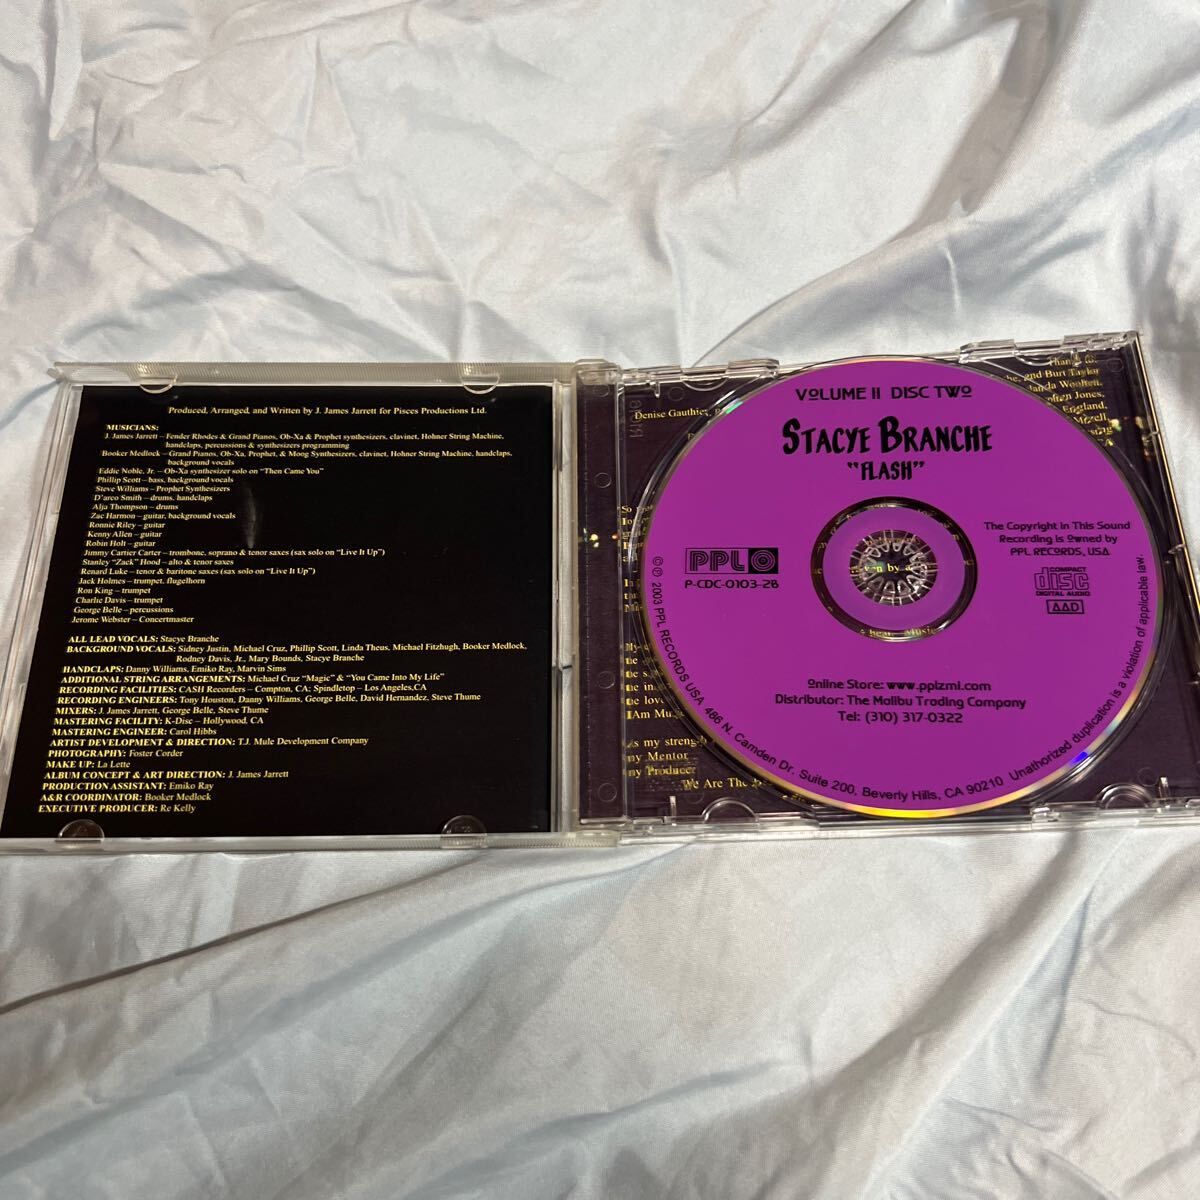 Produced, Arranged, and Written by J. James Jarrett for Pisces Productions Ltd.
MUSICIANS:
J. James Jarrett – Fender Rhodes & Grand Pianos, Ob-Xa & Prophet synthesizers, clavinet, Hohner String Machine,
handclaps, percussions & synthesizers programming
Booker Medlock – Grand Pianos, Ob-Xa, Prophet, & Moog Synthesizers, clavinet, Hohner String Machine, handclaps,
background vocals
Eddie Noble, Jr. – Ob-Xa synthesizer solo on "Then Came You"
Phillip Scott – bass, background vocals
Steve Williams – Prophet Synthesizers
D'arco Smith – drums, handclaps
Alja Thompson – drums
Zac Harmon – guitar, background vocals
Ronnie Riley – guitar
Kenny Allen – guitar
Robin Holt – guitar
Jimmy Cartier Carter – trombone, soprano & tenor saxes (sax solo on "Live It Up")
Stanley "Zack" Hood – alto & tenor saxes
Renard Luke – tenor & baritone saxes (sax solo on "Live It Up")
Jack Holmes – trumpet, flugelhorn
Ron King – trumpet
Charlie Davis – trumpet
George Belle – percussions
Jerome Webster – Concertmaster
ALL LEAD VOCALS: Stacye Branche
BACKGROUND VOCALS: Sidney Justin, Michael Cruz, Phillip Scott, Linda Theus, Michael Fitzhugh, Booker Medlock,
Rodney Davis, Jr., Mary Bounds, Stacye Branche
HANDCLAPS: Danny Williams, Emiko Ray, Marvin Sims
ADDITIONAL STRING ARRANGEMENTS: Michael Cruz "Magic" & "You Came Into My Life"
RECORDING FACILITIES: CASH Recorders – Compton, CA; Spindletop – Los Angeles,CA
RECORDING ENGINEERS: Tony Houston, Danny Williams, George Belle, David Hernandez, Steve Thume
MIXERS: J. James Jarrett, George Belle, Steve Thume
MASTERING FACILITY: K-Disc – Hollywood, CA
MASTERING ENGINEER: Carol Hibbs
ARTIST DEVELOPMENT & DIRECTION: T.J. Mule Development Company
PHOTOGRAPHY: Foster Corder
MAKE UP: La Lette
ALBUM CONCEPT & ART DIRECTION: J. James Jarrett
PRODUCTION ASSISTANT: Emiko Ray
A&R COORDINATOR: Booker Medlock
EXECUTIVE PRODUCER: Re Kelly
VOLUME II DISC TWO
STACYE BRANCHE
"FLASH"
PPL
P-CDC-0103-2B
The Copyright in This Sound
Recording is Owned by
PPL RECORDS, USA
COMPACT
disc
DIGITAL AUDIO
AAD
Online Store: www.pplzmi.com
Distributor: The Malibu Trading Company
Tel: (310) 317-0322
© ℗ 2003 PPL RECORDS USA 486 N. Camden Dr. Suite 200, Beverly Hills, CA 90210 Unauthorized duplication is a violation of applicable law.
and Burt Taylor
Jones,
England,
Denise Gauthier,
my strength
my Mentor
my Producer
We Are The